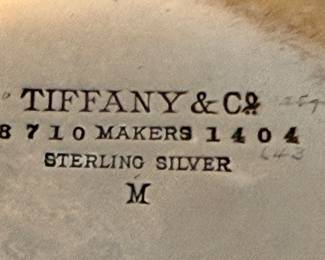 TIFFANY & Co.
8710 MAKERS 1404
STERLING SILVER
M